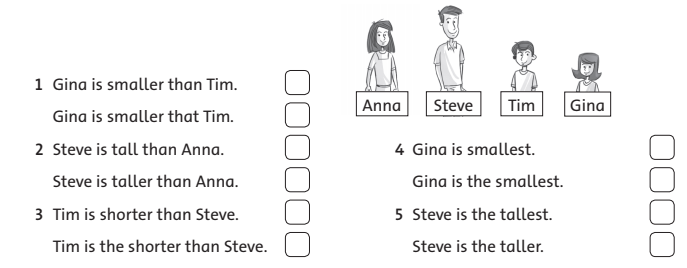 Anna Steve Tim Gina
1 Gina is smaller than Tim.
Gina is smaller that Tim.
2 Steve is tall than Anna.
Steve is taller than Anna.
3 Tim is shorter than Steve.
Tim is the shorter than Steve.
4 Gina is smallest.
Gina is the smallest.
5 Steve is the tallest.
Steve is the taller.